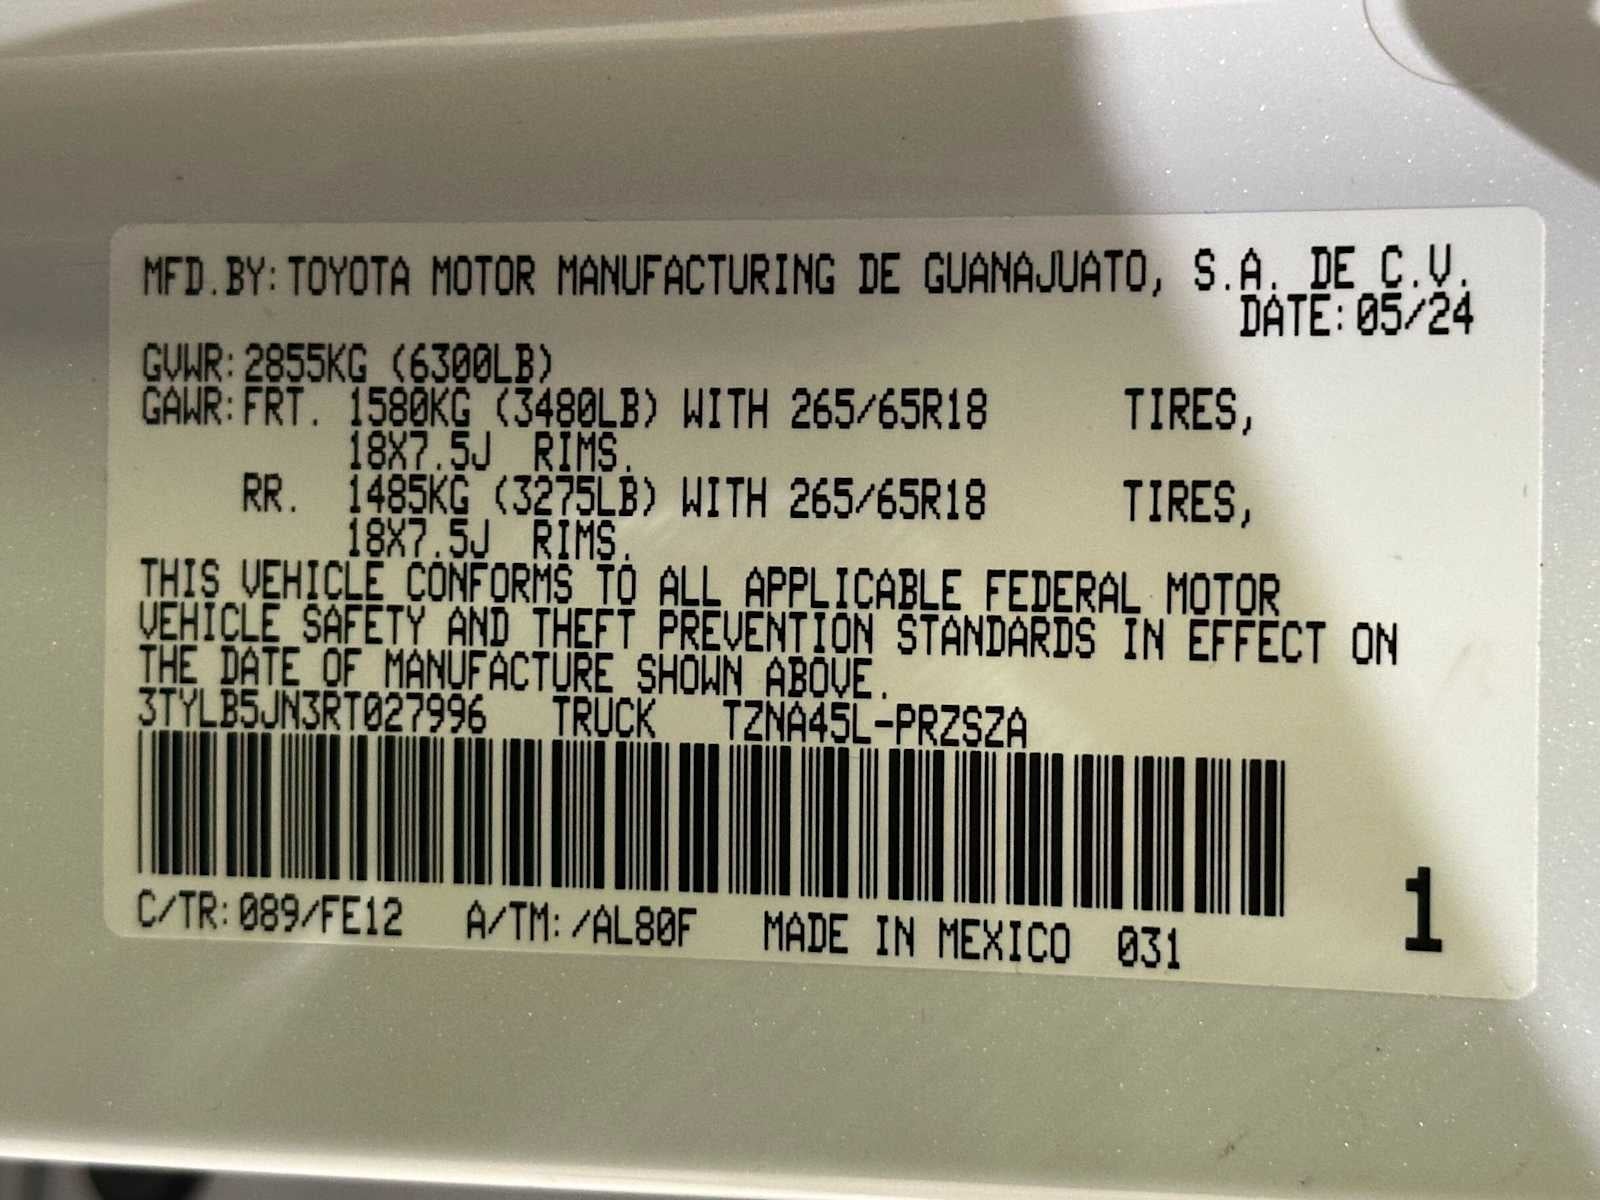 MFD.BY:TOYOTA MOTOR MANUFACTURING DE GUANAJUATO, S.A. DE C.V.
DATE:05/24
GVWR:2855KG (6300LB)
GAWR:FRT. 1580KG (3480LB) WITH 265/65R18 TIRES,
18X7.5J RIMS.
RR. 1485KG (3275LB) WITH 265/65R18 TIRES,
18X7.5J RIMS.
THIS VEHICLE CONFORMS TO ALL APPLICABLE FEDERAL MOTOR
VEHICLE SAFETY AND THEFT PREVENTION STANDARDS IN EFFECT ON
THE DATE OF MANUFACTURE SHOWN ABOVE.
3TYLB5JN3RT027996 TRUCK TZNA45L-PRZSZA
C/TR:089/FE12 A/TM:/AL80F MADE IN MEXICO 031
1